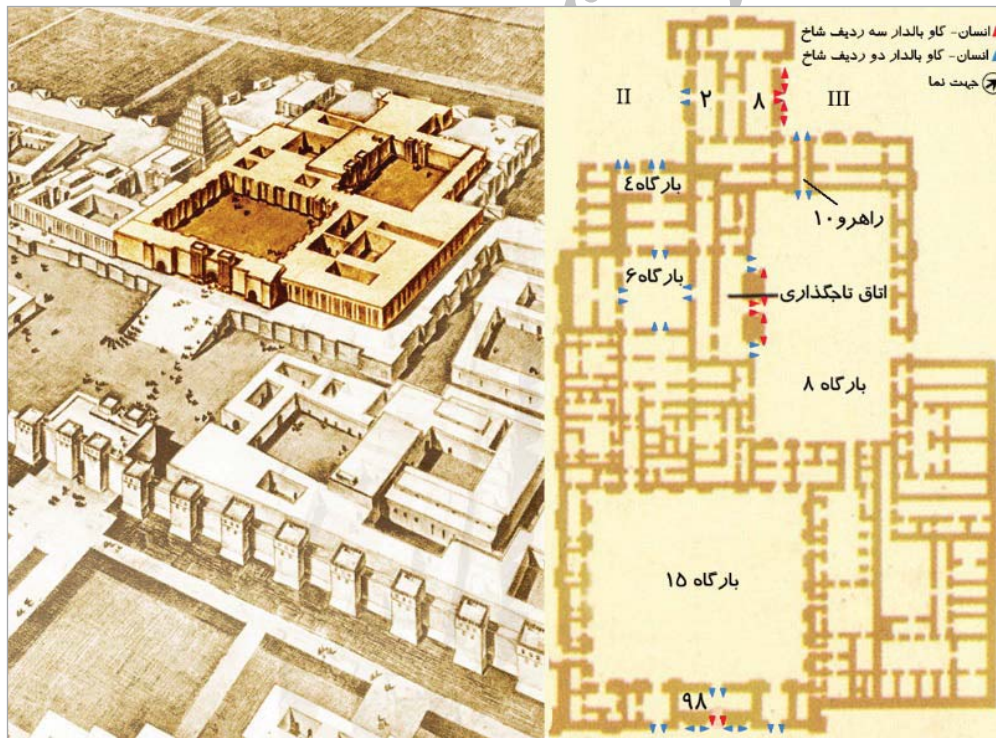 انسان- گاو بالدار سه ردیف شاخ
انسان- گاو بالدار دو ردیف شاخ
جهت نما
II
۲
۸
III
بارگاه ٤
راهرو ۱۰
بارگاه ۶
اتاق تاجگذاری
بارگاه ۸
بارگاه ۱۵
۹۸